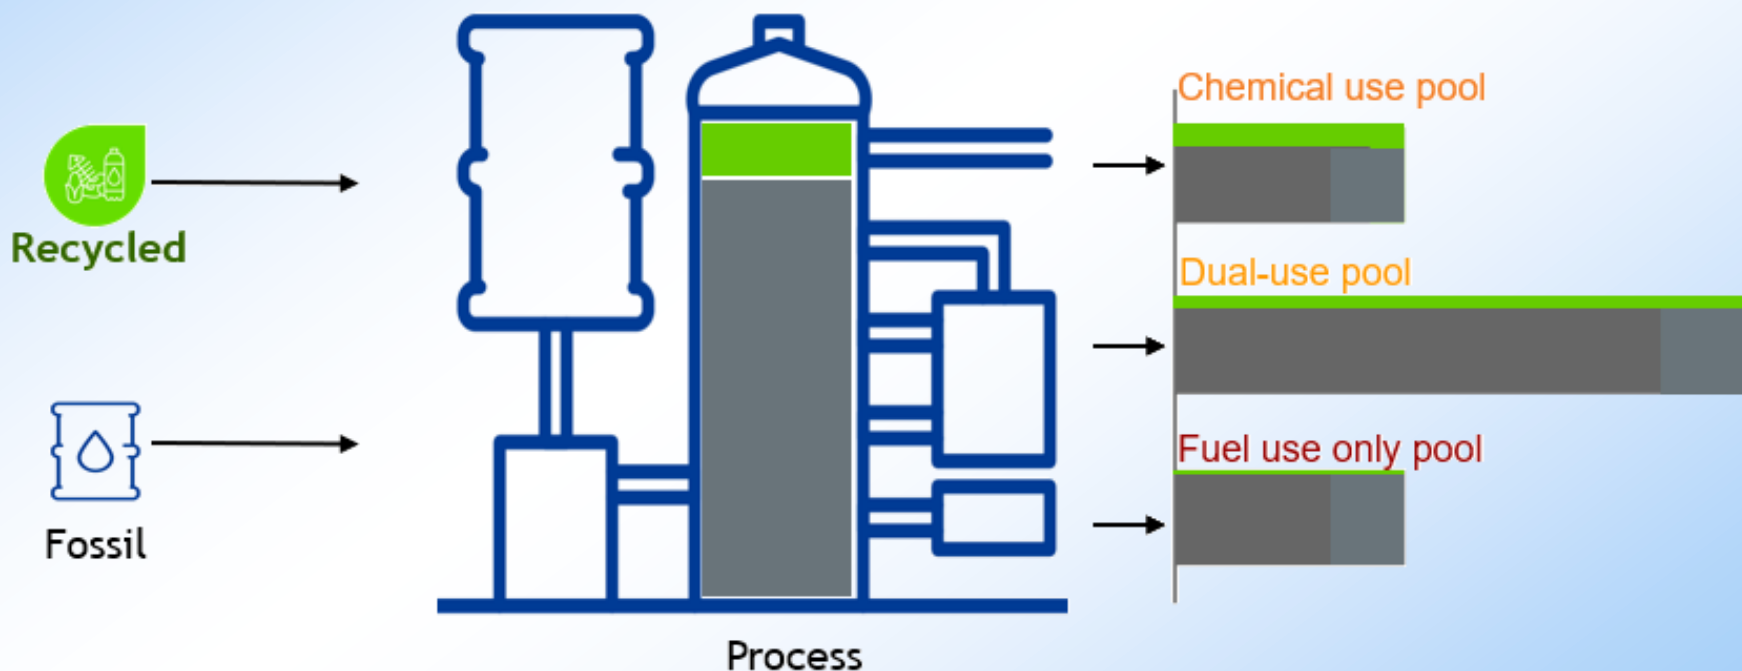 Recycled
Fossil
Process
Chemical use pool
Dual-use pool
Fuel use only pool